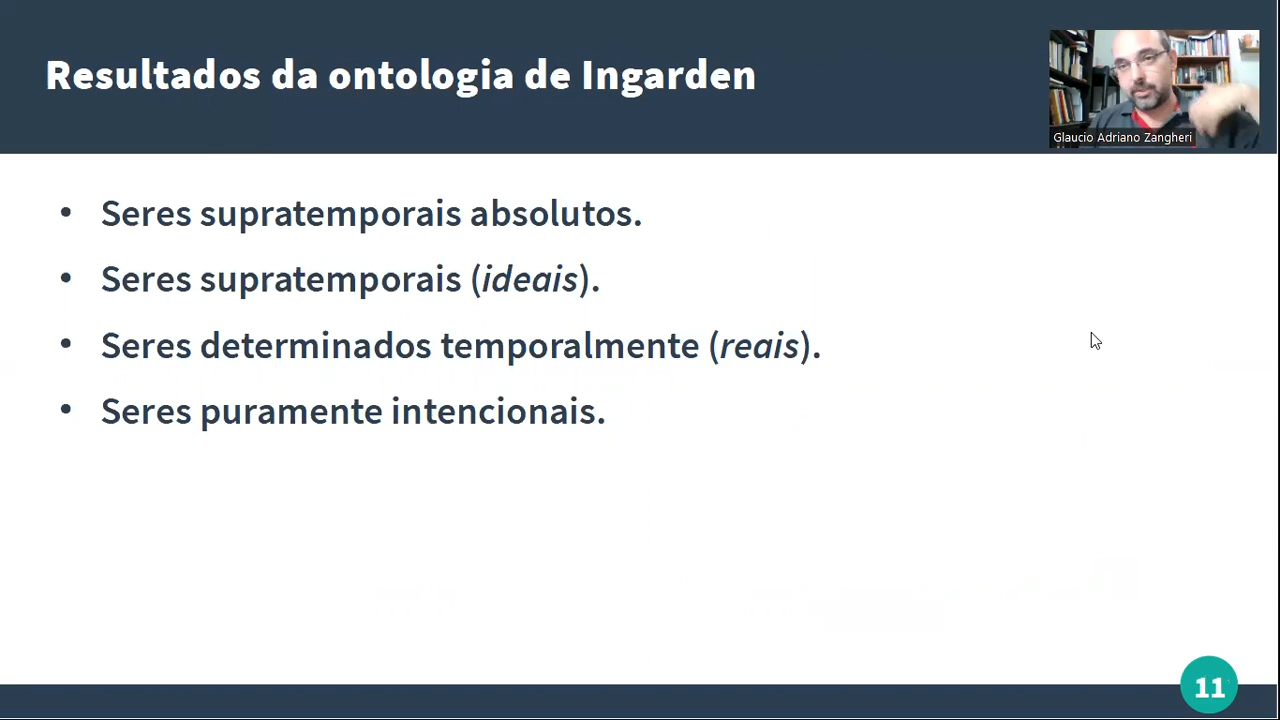 Resultados da ontologia de Ingarden
Glaucio Adriano Zangheri
• Seres supratemporais absolutos.
• Seres supratemporais (ideais).
• Seres determinados temporalmente (reais).
• Seres puramente intencionais.
11